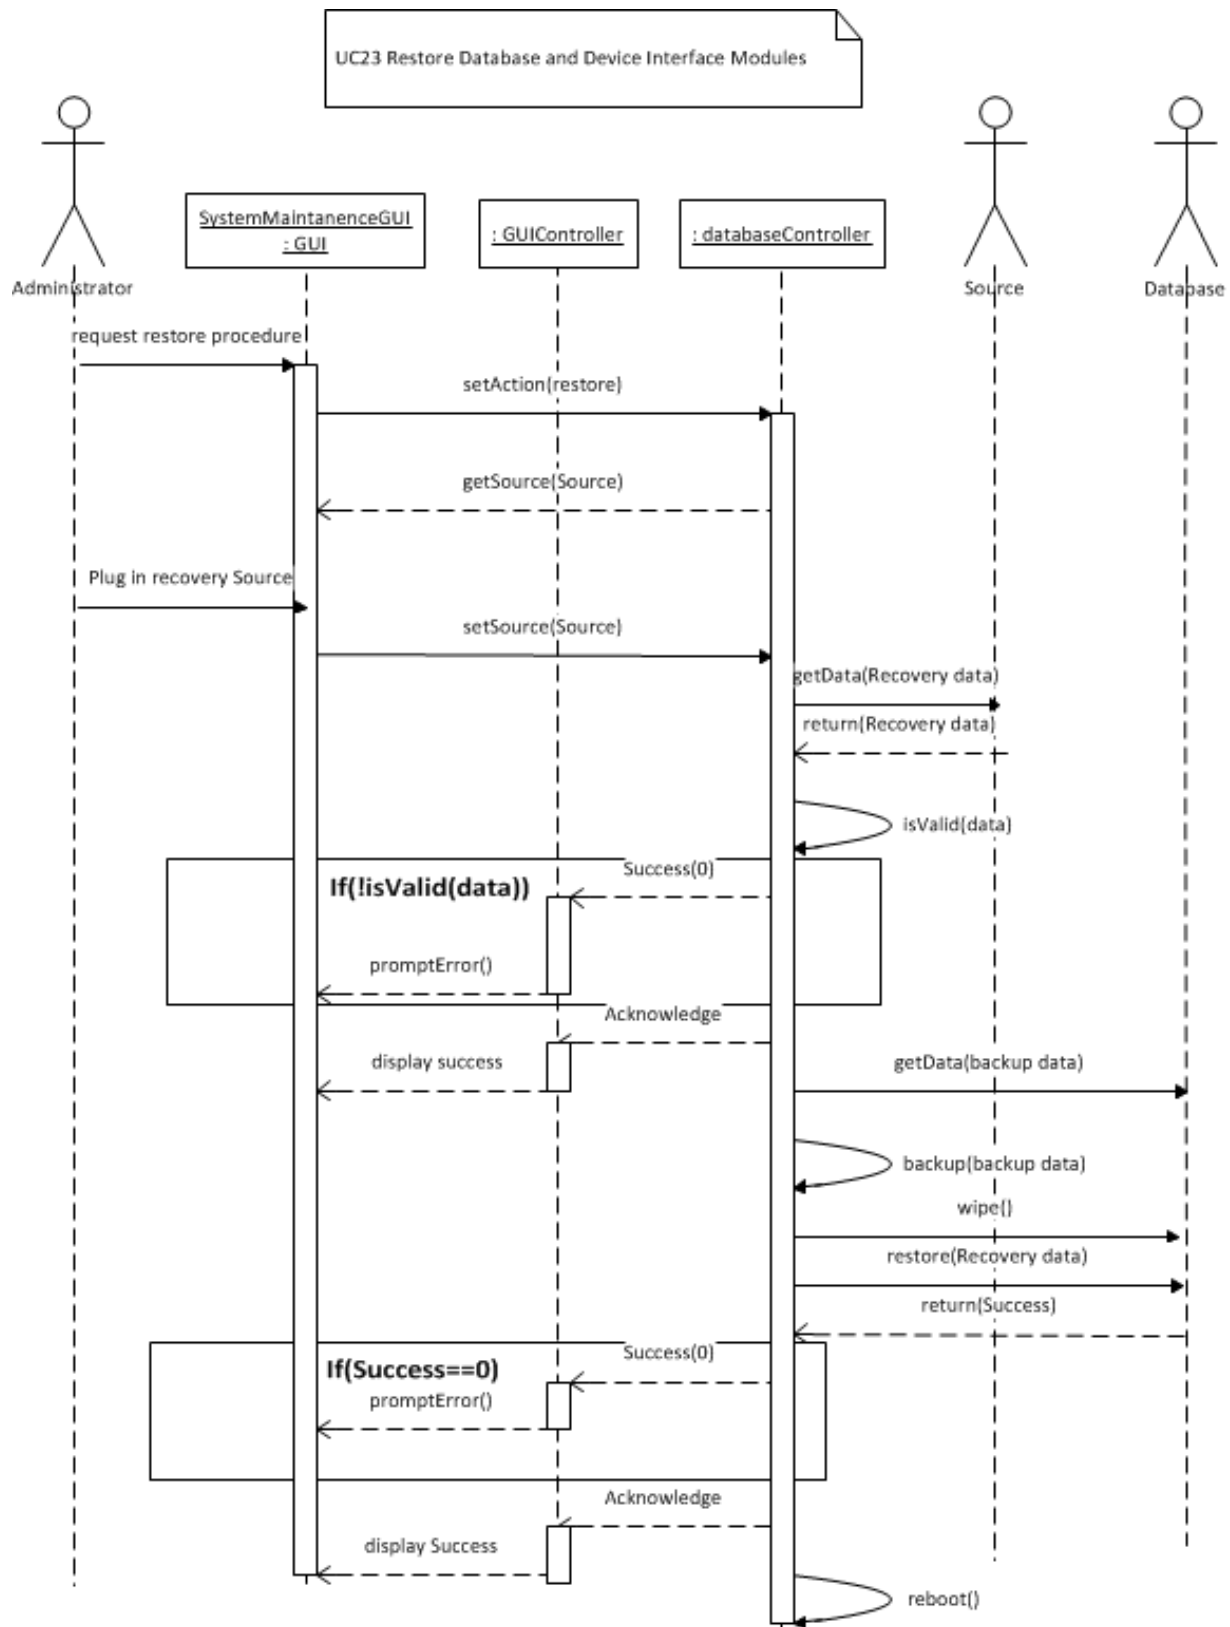 UC23 Restore Database and Device Interface Modules
SystemMaintanenceGUI
: GUI
: GUIController
: databaseController
Administrator
Source
Database
request restore procedure
setAction(restore)
getSource(Source)
Plug in recovery Source
setSource(Source)
getData(Recovery data)
return(Recovery data)
isValid(data)
Success(0)
If(!isValid(data))
promptError()
Acknowledge
display success
getData(backup data)
backup(backup data)
wipe()
restore(Recovery data)
return(Success)
Success(0)
If(Success==0)
promptError()
Acknowledge
display Success
reboot()